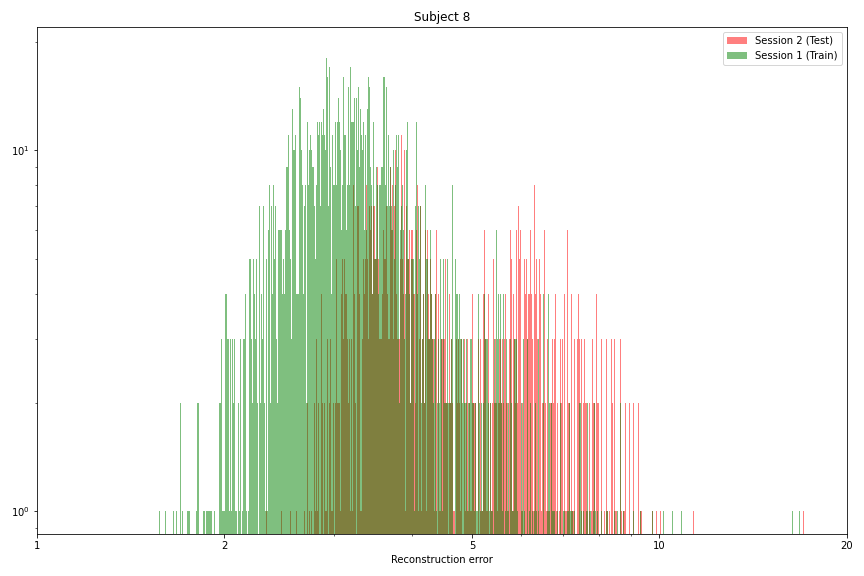 Subject 8
Session 2 (Test)
Session 1 (Train)
10¹
10⁰
1 2 5 10 20
Reconstruction error